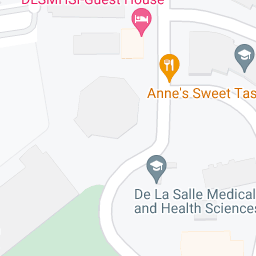 DLSMHSI Guest House
Anne's Sweet Tas
De La Salle Medical
and Health Sciences